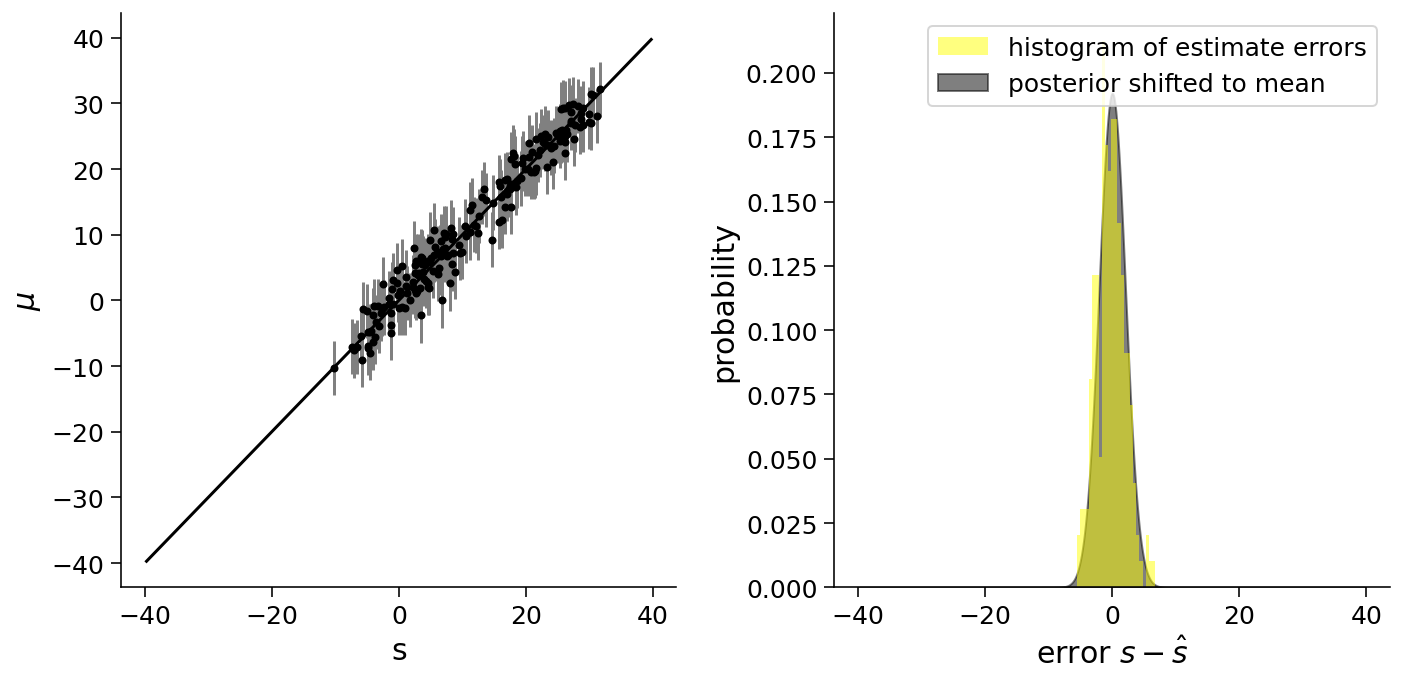 40
30
20
10
0
−10
−20
−30
−40
μ
−40 −20 0 20 40
s
histogram of estimate errors
posterior shifted to mean
0.200
0.175
0.150
0.125
0.100
0.075
0.050
0.025
0.000
probability
−40 −20 0 20 40
error s − ŝ